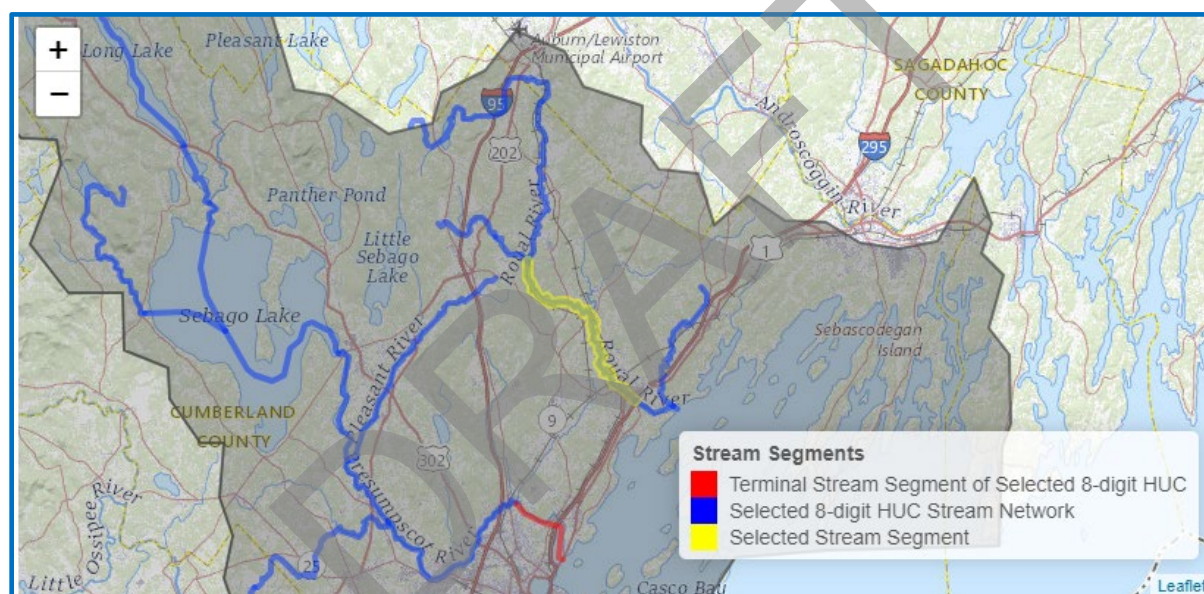 +
−
Long Lake
Pleasant Lake
Auburn/Lewiston
Municipal Airport
SAGADAHOC
COUNTY
95
202
Androscoggin River
295
Panther Pond
Royal River
Little
Sebago
Lake
1
Sebago Lake
Pleasant River
Royal River
Sebascodegan
Island
CUMBERLAND
COUNTY
9
302
Presumpscot River
25
Little Ossipee River
Casco Bay
Stream Segments
Terminal Stream Segment of Selected 8-digit HUC
Selected 8-digit HUC Stream Network
Selected Stream Segment
Leaflet
DRAFT